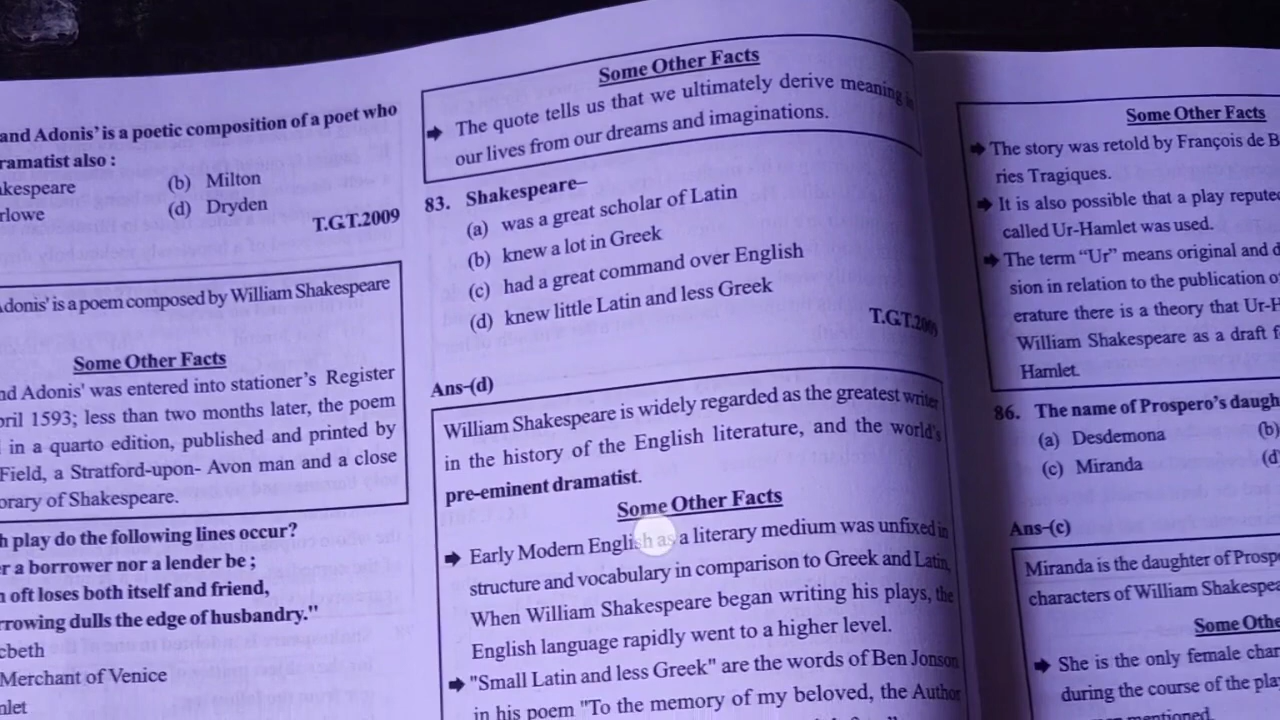 and Adonis' is a poetic composition of a poet who
ramatist also :
akespeare
(b) Milton
rlowe
(d) Dryden
T.G.T.2009
Adonis' is a poem composed by William Shakespeare
Some Other Facts
nd Adonis' was entered into stationer's Register
pril 1593; less than two months later, the poem
in a quarto edition, published and printed by
Field, a Stratford-upon- Avon man and a close
orary of Shakespeare.
h play do the following lines occur?
er a borrower nor a lender be ;
n oft loses both itself and friend,
rrowing dulls the edge of husbandry."
cbeth
Merchant of Venice
mlet
Some Other Facts
➡ The quote tells us that we ultimately derive meaning in
our lives from our dreams and imaginations.
83. Shakespeare–
(a) was a great scholar of Latin
(b) knew a lot in Greek
(c) had a great command over English
(d) knew little Latin and less Greek
T.G.T.2009
Ans-(d)
William Shakespeare is widely regarded as the greatest writer
in the history of the English literature, and the world's
pre-eminent dramatist.
Some Other Facts
➡ Early Modern English as a literary medium was unfixed in
structure and vocabulary in comparison to Greek and Latin,
When William Shakespeare began writing his plays, the
English language rapidly went to a higher level.
➡ "Small Latin and less Greek" are the words of Ben Jonson
in his poem "To the memory of my beloved, the Author
Some Other Facts
➡ The story was retold by François de B
ries Tragiques.
➡ It is also possible that a play repute
called Ur-Hamlet was used.
➡ The term "Ur" means original and d
sion in relation to the publication o
erature there is a theory that Ur-H
William Shakespeare as a draft f
Hamlet.
86. The name of Prospero's daugh
(a) Desdemona
(b)
(c) Miranda
(d
Ans-(c)
Miranda is the daughter of Prosp
characters of William Shakespea
Some Othe
➡ She is the only female char
during the course of the pla
mentioned